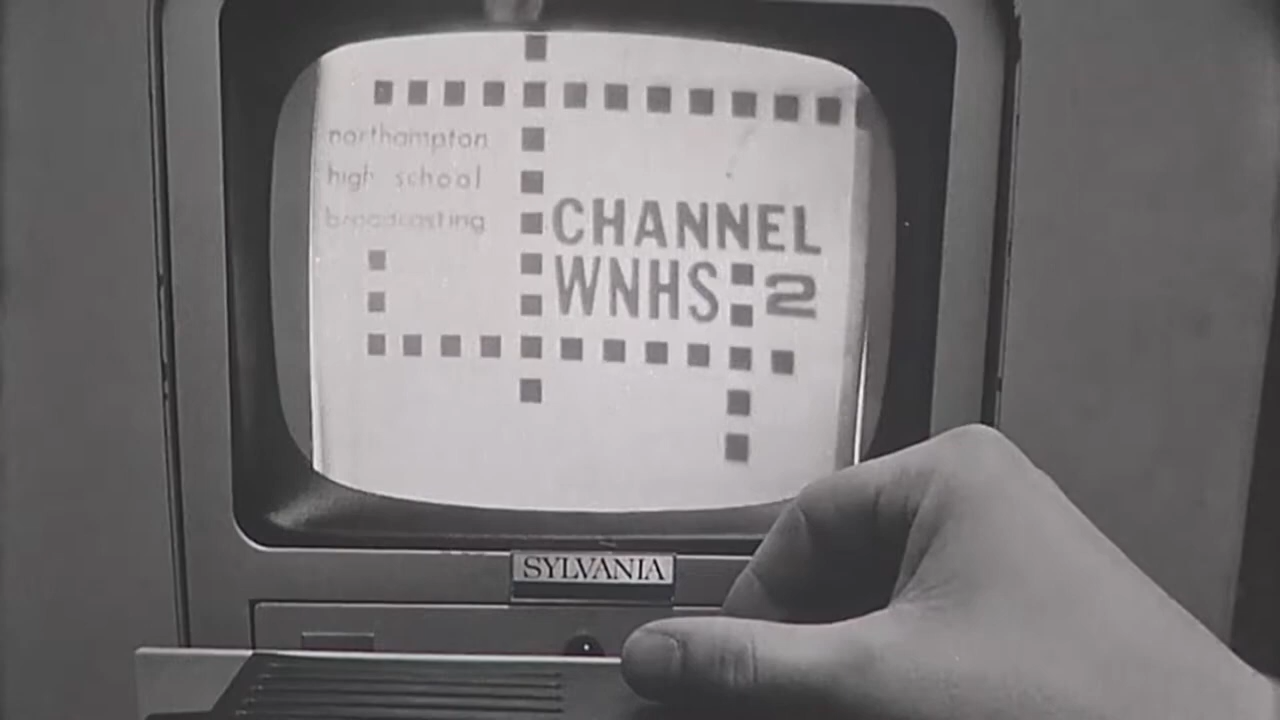 northampton
high school
broadcasting
CHANNEL
WNHS 2
SYLVANIA